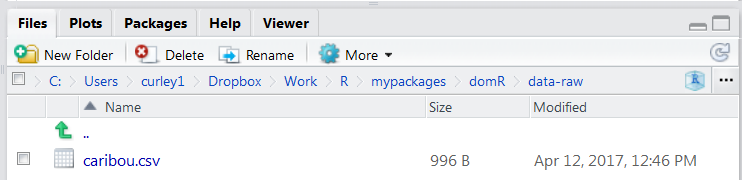 Files Plots Packages Help Viewer
New Folder Delete Rename More
C: Users curley1 Dropbox Work R mypackages domR data-raw R ...
Name Size Modified
..
caribou.csv 996 B Apr 12, 2017, 12:46 PM